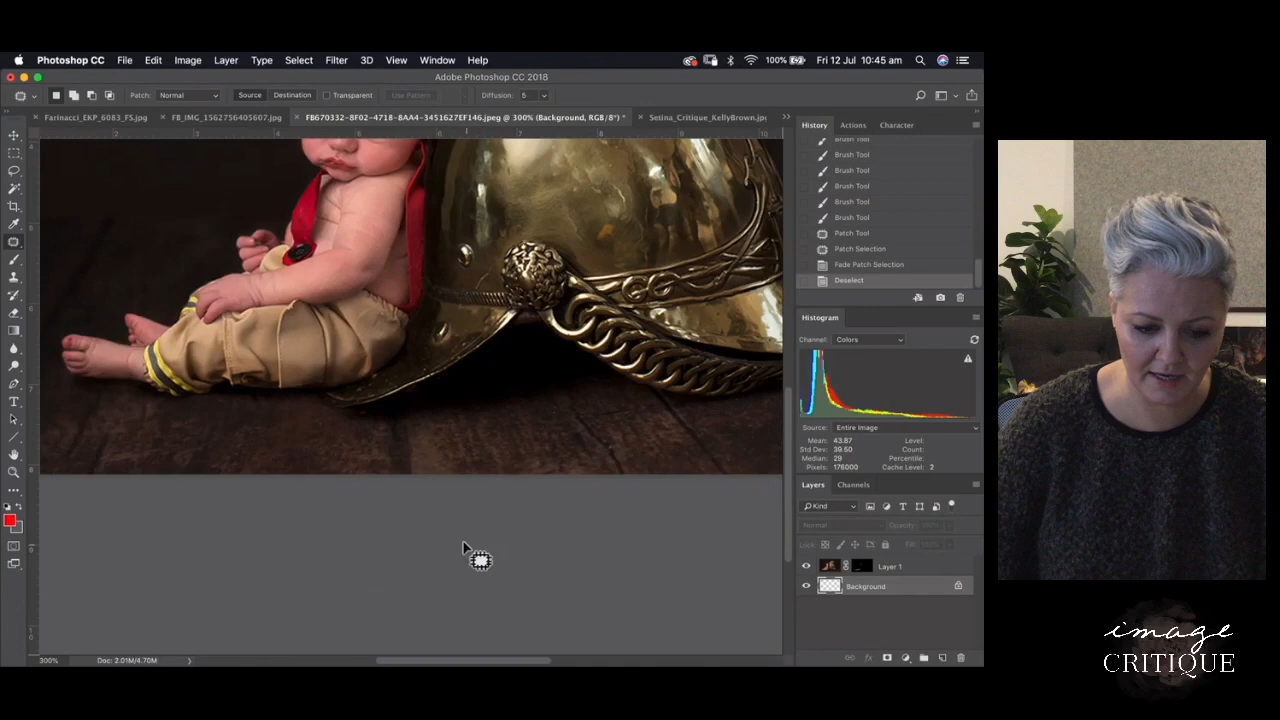 Photoshop CC File Edit Image Layer Type Select Filter 3D View Window Help 100% Fri 12 Jul 10:45 am
Adobe Photoshop CC 2018
Patch: Normal Source Destination Transparent Use Pattern Diffusion: 5
Farinacci_EKP_6083_FS.jpg FB_IMG_1562756405607.jpg FB670332-8F02-4718-8AA4-3451627EF146.jpeg @ 300% (Background, RGB/8*) * Setina_Critique_KellyBrown.jpg
History Actions Character
Brush Tool
Brush Tool
Brush Tool
Brush Tool
Brush Tool
Brush Tool
Patch Tool
Patch Selection
Fade Patch Selection
Deselect
Histogram
Channel: Colors
Source: Entire Image
Mean: 43.87 Level:
Std Dev: 39.50 Count:
Median: 29 Percentile:
Pixels: 176000 Cache Level: 2
Layers Channels
Kind
Normal Opacity: 100%
Lock: Fill: 100%
Layer 1
Background
300% Doc: 2.01M/4.70M
image
CRITIQUE